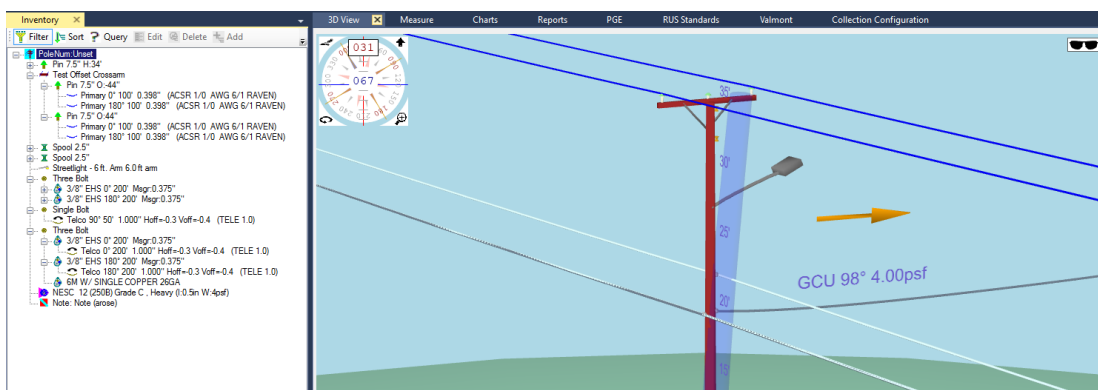 Inventory
3D View Measure Charts Reports PGE RUS Standards Valmont Collection Configuration
Filter Sort Query Edit Delete Add
PoleNum:Unset
Pin 7.5" H:34'
Test Offset Crossarm
Pin 7.5" O:-44"
Primary 0° 100' 0.398" (ACSR 1/0 AWG 6/1 RAVEN)
Primary 180° 100' 0.398" (ACSR 1/0 AWG 6/1 RAVEN)
Pin 7.5" O:44"
Primary 0° 100' 0.398" (ACSR 1/0 AWG 6/1 RAVEN)
Primary 180° 100' 0.398" (ACSR 1/0 AWG 6/1 RAVEN)
Spool 2.5"
Spool 2.5"
Streetlight - 6 ft. Arm 6.0 ft arm
Three Bolt
3/8" EHS 0° 200' Msgr:0.375"
3/8" EHS 180° 200' Msgr:0.375"
Single Bolt
Telco 90° 50' 1.000" Hoff=-0.3 Voff=-0.4 (TELE 1.0)
Three Bolt
3/8" EHS 0° 200' Msgr:0.375"
Telco 0° 200' 1.000" Hoff=-0.3 Voff=-0.4 (TELE 1.0)
3/8" EHS 180° 200' Msgr:0.375"
Telco 180° 200' 1.000" Hoff=-0.3 Voff=-0.4 (TELE 1.0)
6M W/ SINGLE COPPER 26GA
NESC 12 (250B) Grade C , Heavy (I:0.5in W:4psf)
Note: Note (arose)
031
067
35'
30'
25'
20'
15'
GCU 98° 4.00psf